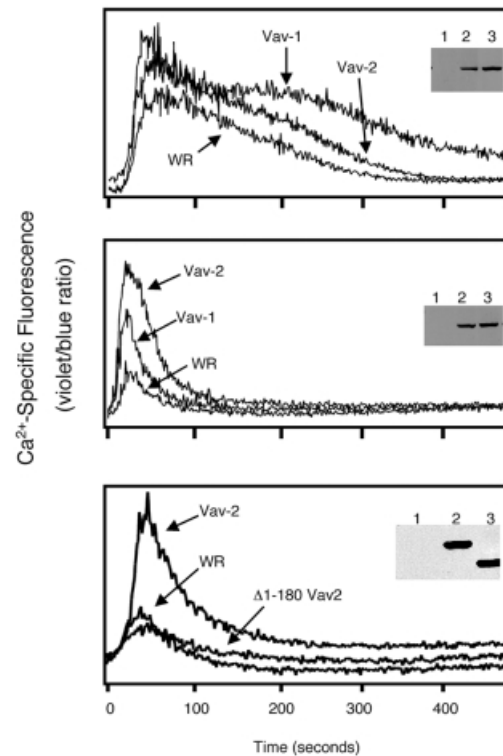 Ca2+-Specific Fluorescence
(violet/blue ratio)
Vav-1
Vav-2
WR
1 2 3
Vav-2
Vav-1
WR
1 2 3
Vav-2
WR
Δ1-180 Vav2
1 2 3
0 100 200 300 400
Time (seconds)